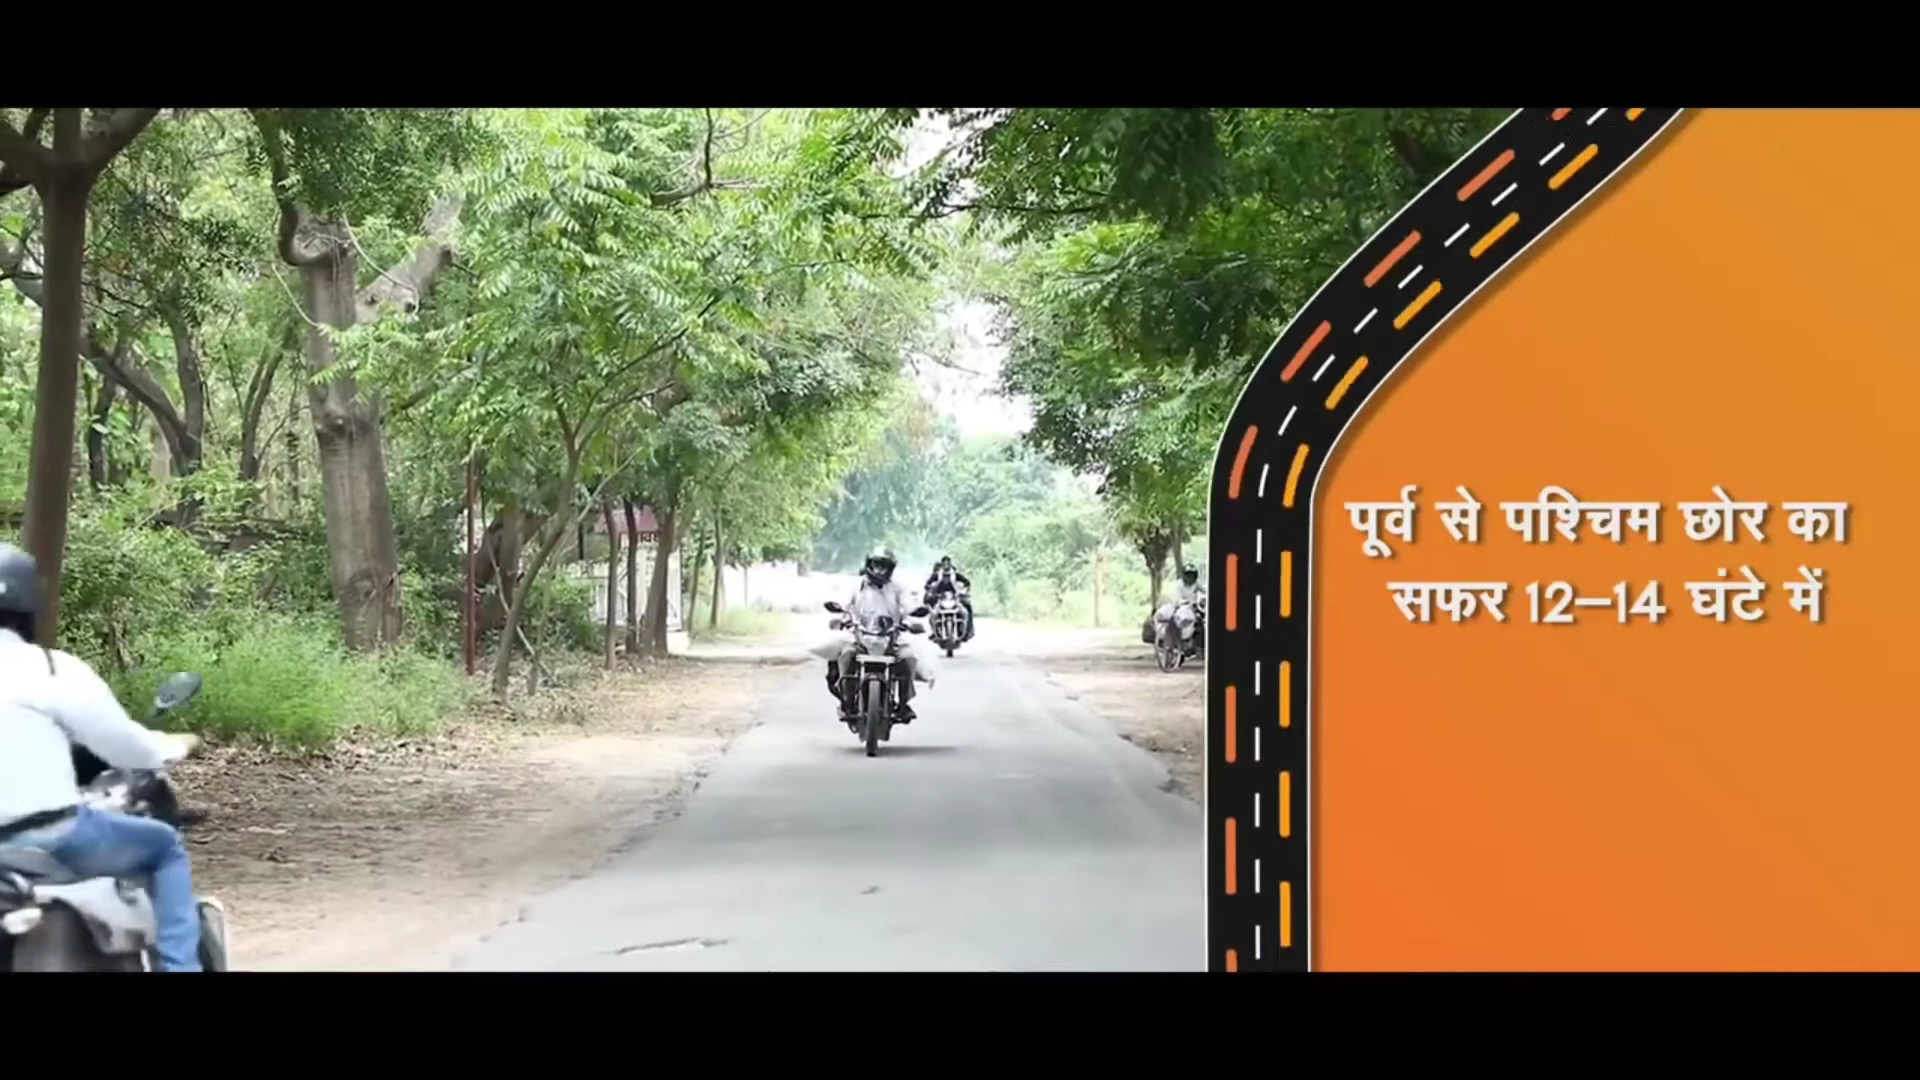 पूर्व से पश्चिम छोर का
सफर 12–14 घंटे में